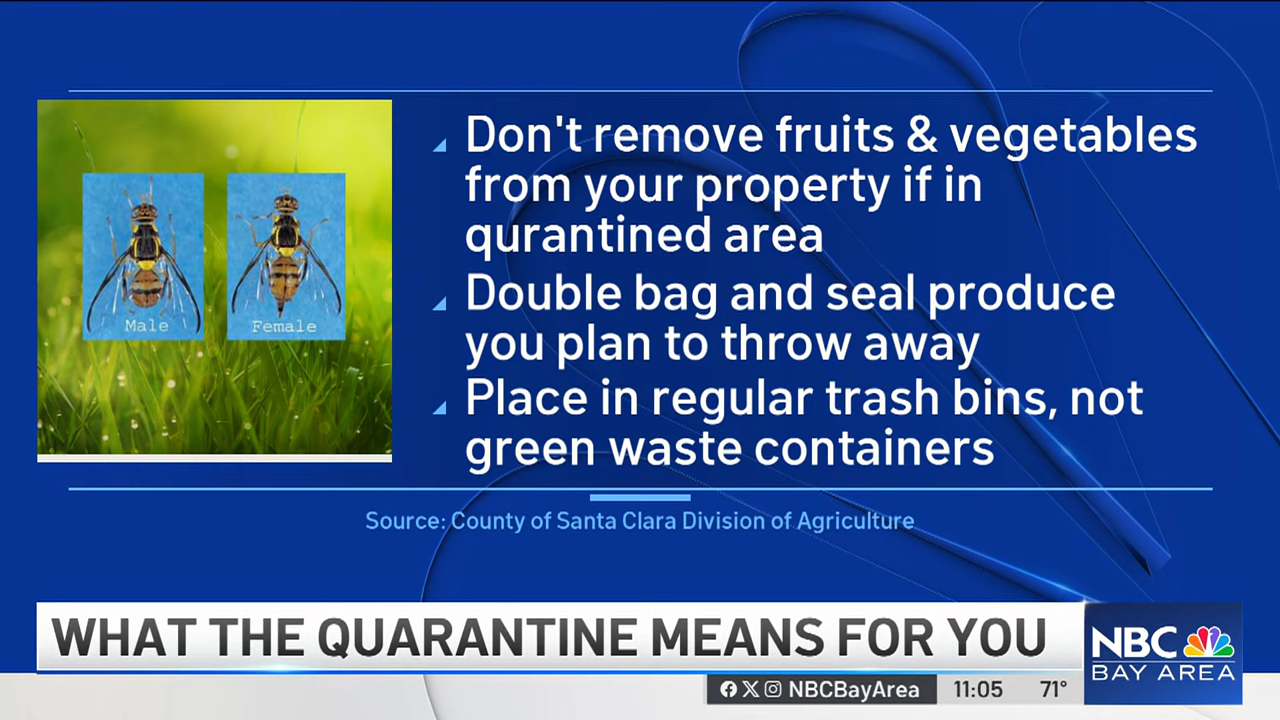 Don't remove fruits & vegetables
from your property if in
qurantined area
Double bag and seal produce
you plan to throw away
Place in regular trash bins, not
green waste containers
Male
Female
Source: County of Santa Clara Division of Agriculture
WHAT THE QUARANTINE MEANS FOR YOU
NBC
BAY AREA
NBCBayArea
11:05
71°